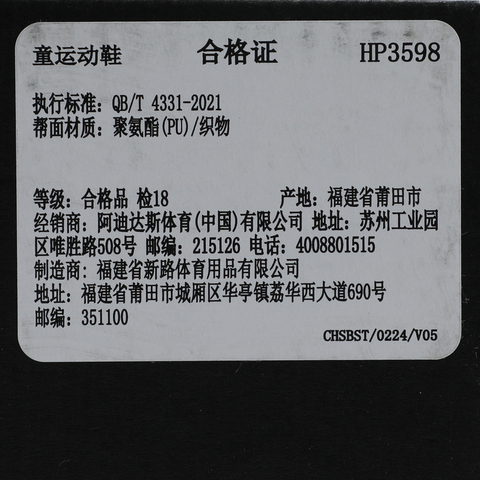 童运动鞋 合格证 HP3598
执行标准: QB/T 4331-2021
帮面材质: 聚氨酯(PU)/织物
等级: 合格品 检18 产地: 福建省莆田市
经销商: 阿迪达斯体育(中国)有限公司 地址: 苏州工业园
区唯胜路508号 邮编: 215126 电话: 4008801515
制造商: 福建省新路体育用品有限公司
地址: 福建省莆田市城厢区华亭镇荔华西大道690号
邮编: 351100
CHSBST/0224/V05